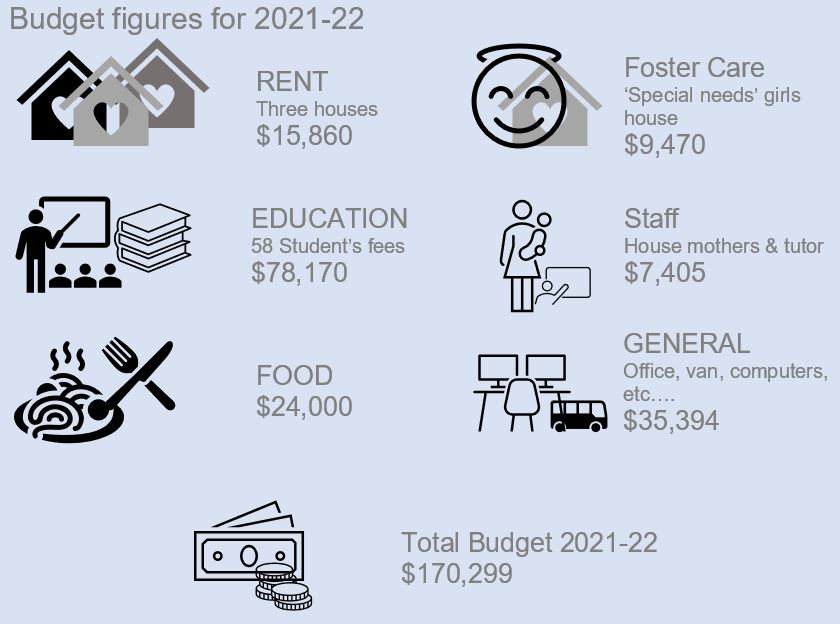 Budget figures for 2021-22
RENT
Three houses
$15,860
Foster Care
‘Special needs’ girls
house
$9,470
EDUCATION
58 Student’s fees
$78,170
Staff
House mothers & tutor
$7,405
FOOD
$24,000
GENERAL
Office, van, computers,
etc….
$35,394
Total Budget 2021-22
$170,299